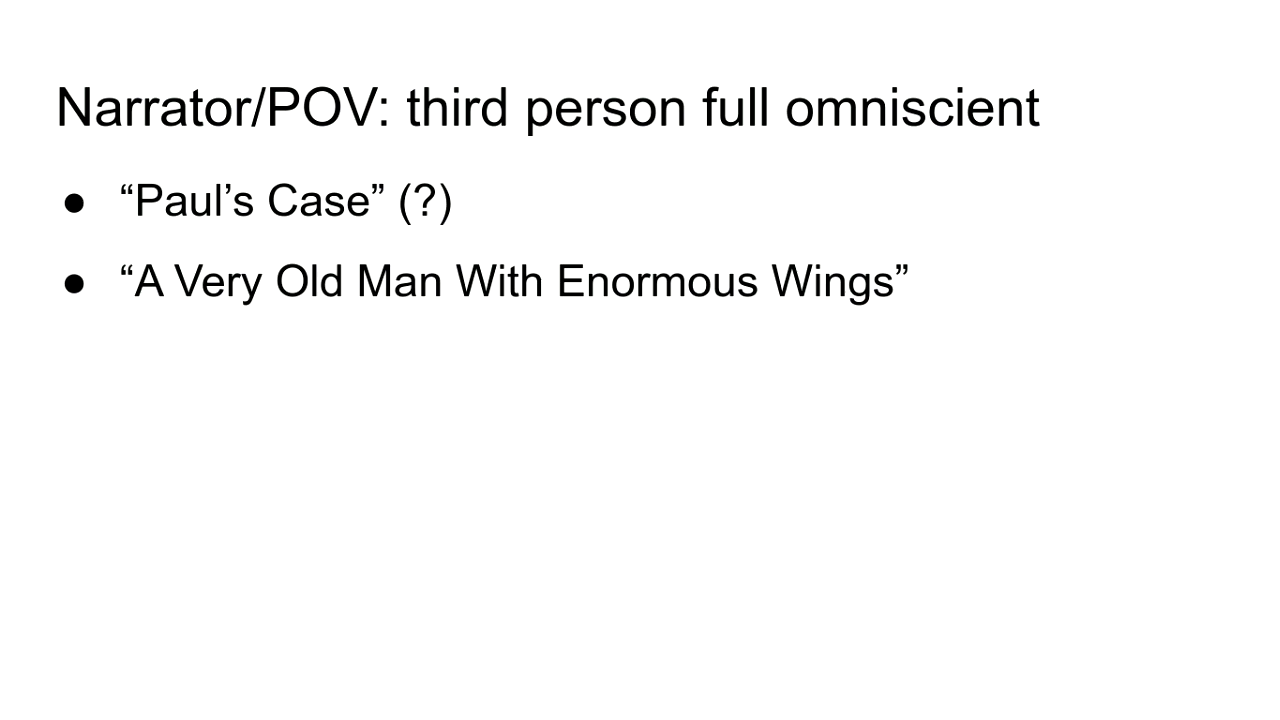 Narrator/POV: third person full omniscient
● “Paul’s Case” (?)
● “A Very Old Man With Enormous Wings”